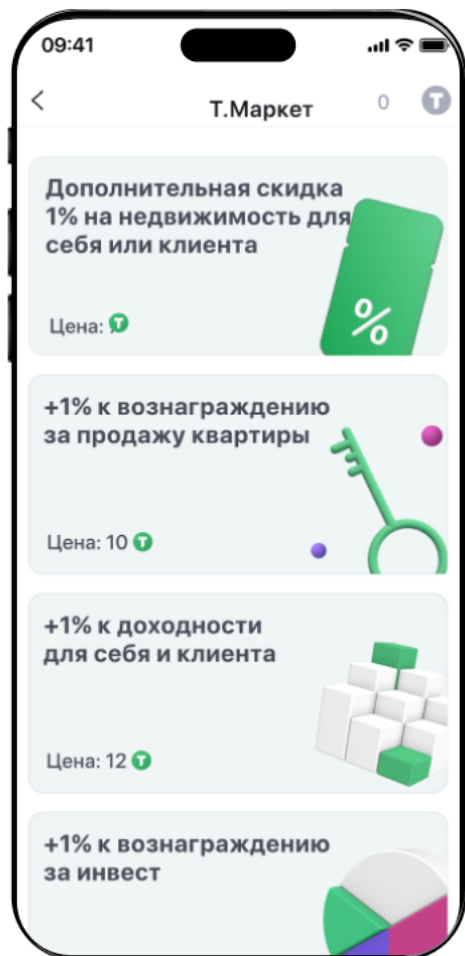 09:41
Т.Маркет 0 T
Дополнительная скидка
1% на недвижимость для
себя или клиента
%
Цена: T
+1% к вознаграждению
за продажу квартиры
Цена: 10 T
+1% к доходности
для себя и клиента
Цена: 12 T
+1% к вознаграждению
за инвест